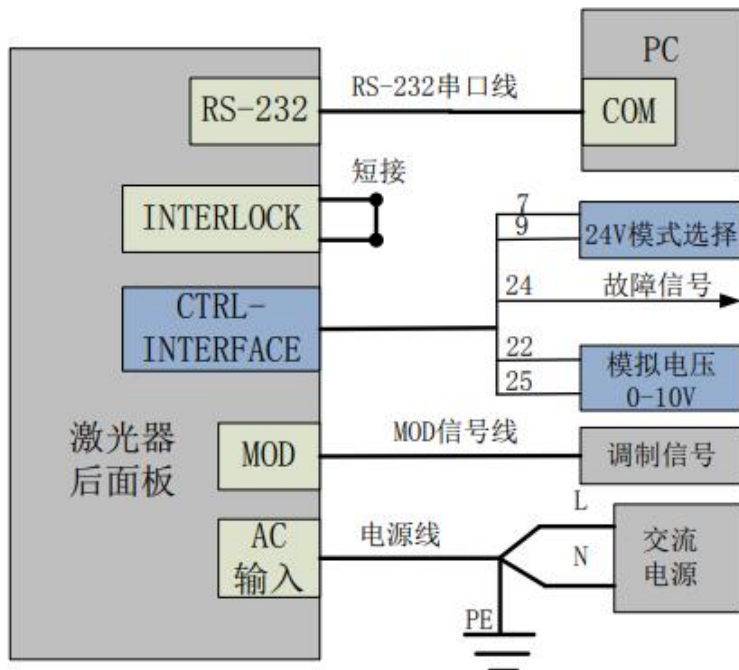 PC
RS-232
RS-232串口线
COM
短接
INTERLOCK
7
9
24V模式选择
24
故障信号
CTRL-
INTERFACE
22
25
模拟电压
0-10V
激光器
后面板
MOD
MOD信号线
调制信号
AC
输入
电源线
L
N
交流
电源
PE